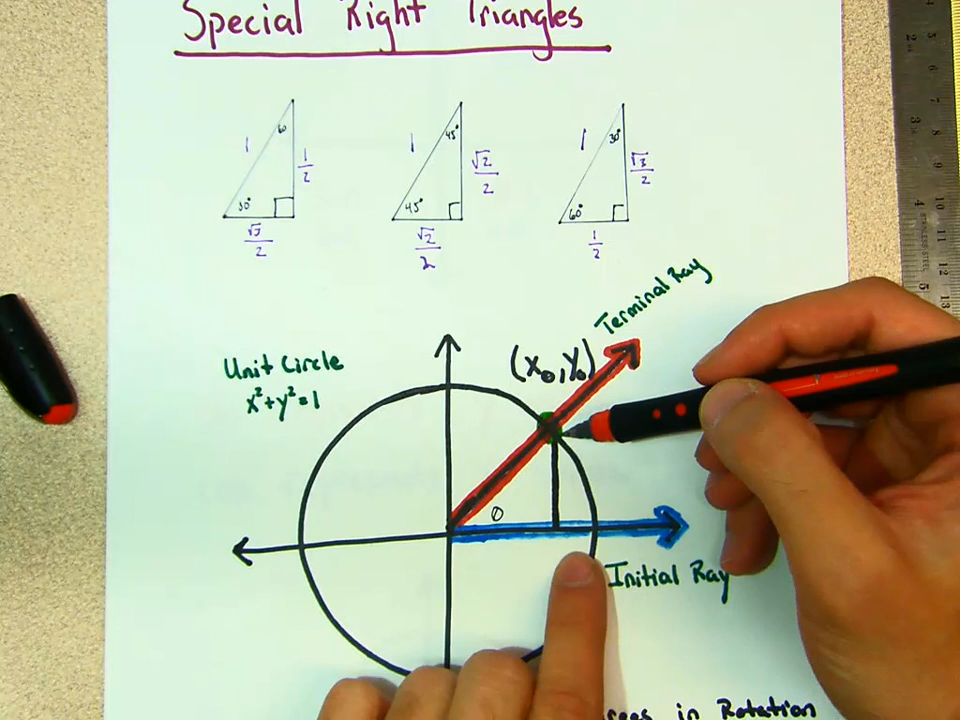 Special Right Triangles
1 60 1/2 30° √3/2
1 45° √2/2 45° √2/2
1 30° √3/2 60° 1/2
Terminal Ray
(x₀, y₀)
Unit Circle
x²+y²=1
θ
Initial Ray
in Rotation